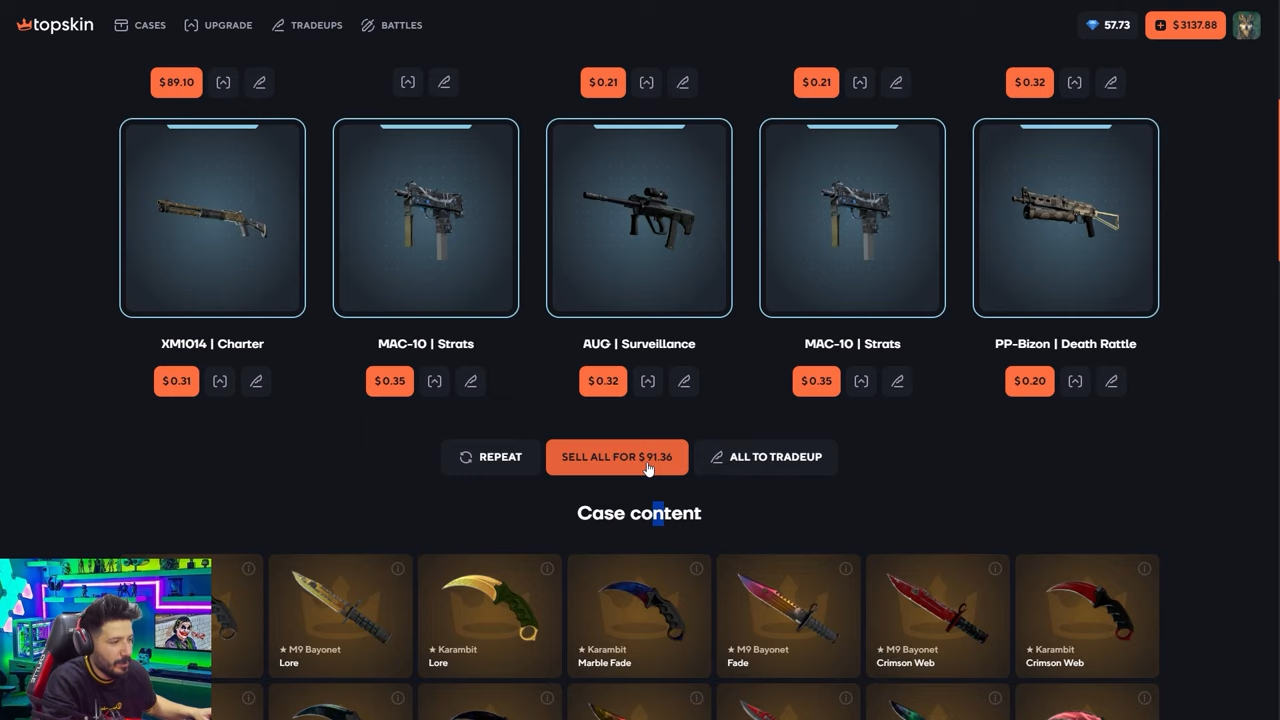 topskin CASES UPGRADE TRADEUPS BATTLES 57.73 $3137.88
$89.10 $0.21 $0.21 $0.32
XM1014 | Charter MAC-10 | Strats AUG | Surveillance MAC-10 | Strats PP-Bizon | Death Rattle
$0.31 $0.35 $0.32 $0.35 $0.20
REPEAT SELL ALL FOR $91.36 ALL TO TRADEUP
Case content
★ M9 Bayonet ★ Karambit ★ Karambit ★ M9 Bayonet ★ M9 Bayonet ★ Karambit
Lore Lore Marble Fade Fade Crimson Web Crimson Web